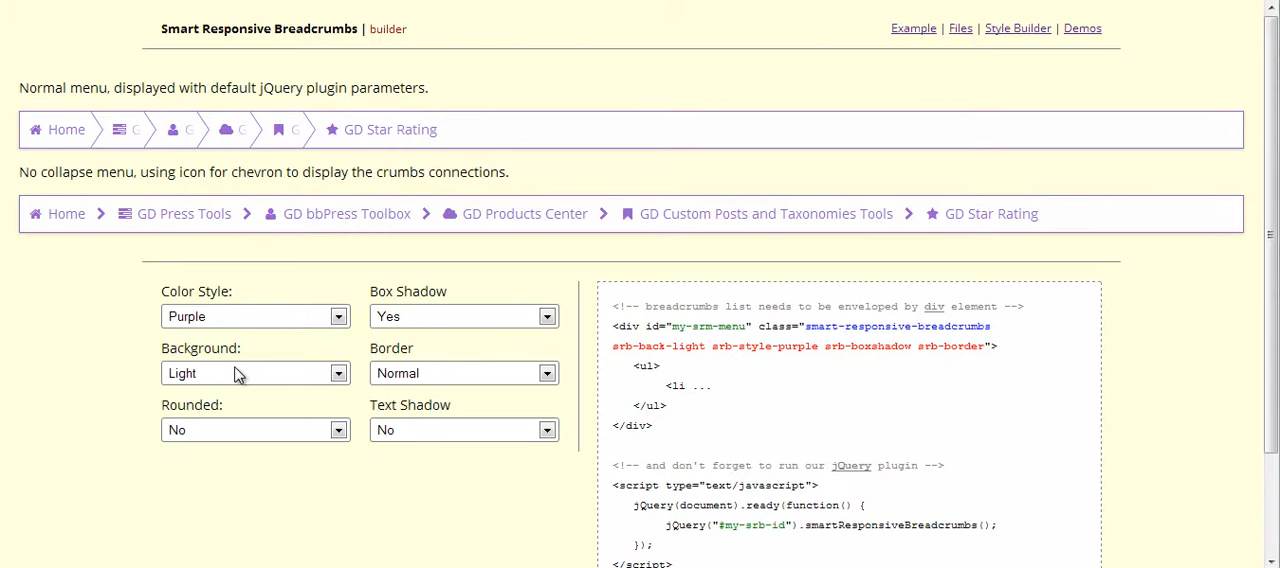 Smart Responsive Breadcrumbs | builder
Example | Files | Style Builder | Demos
Normal menu, displayed with default jQuery plugin parameters.
Home G G G G GD Star Rating
No collapse menu, using icon for chevron to display the crumbs connections.
Home GD Press Tools GD bbPress Toolbox GD Products Center GD Custom Posts and Taxonomies Tools GD Star Rating
Color Style: Box Shadow
Purple Yes
Background: Border
Light Normal
Rounded: Text Shadow
No No
<!-- breadcrumbs list needs to be enveloped by div element -->
<div id="my-srm-menu" class="smart-responsive-breadcrumbs
srb-back-light srb-style-purple srb-boxshadow srb-border">
<ul>
<li ...
</ul>
</div>
<!-- and don't forget to run our jQuery plugin -->
<script type="text/javascript">
jQuery(document).ready(function() {
jQuery("#my-srb-id").smartResponsiveBreadcrumbs();
});
</script>